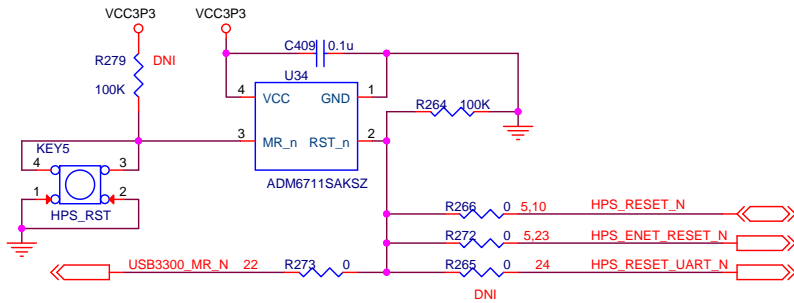 VCC3P3 VCC3P3
C409 0.1u
R279 DNI
100K
U34
4 VCC GND 1
R264 100K
3 MR_n RST_n 2
KEY5
4 3
ADM6711SAKSZ
1 2
HPS_RST
R266 0 5,10 HPS_RESET_N
R272 0 5,23 HPS_ENET_RESET_N
USB3300_MR_N 22 R273 0 R265 0 24 HPS_RESET_UART_N
DNI